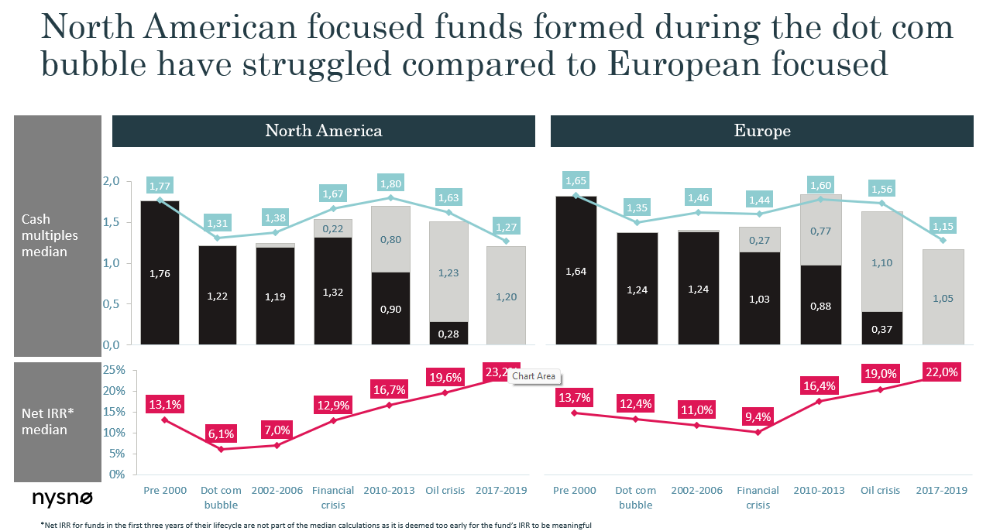 North American focused funds formed during the dot com
bubble have struggled compared to European focused
North America
Europe
Cash
multiples
median
2,0
1,5
1,0
0,5
0,0
1,77
1,31
1,38
1,67
1,80
1,63
1,27
0,22
0,80
1,23
1,20
1,76
1,22
1,19
1,32
0,90
0,28
1,65
1,35
1,46
1,44
1,60
1,56
1,15
0,27
0,77
1,10
1,05
1,64
1,24
1,24
1,03
0,88
0,37
Net IRR*
median
25%
20%
15%
10%
5%
0%
13,1%
6,1%
7,0%
12,9%
16,7%
19,6%
Chart Area
13,7%
12,4%
11,0%
9,4%
16,4%
19,0%
22,0%
Pre 2000
Dot com
bubble
2002-2006
Financial
crisis
2010-2013
Oil crisis
2017-2019
Pre 2000
Dot com
bubble
2002-2006
Financial
crisis
2010-2013
Oil crisis
2017-2019
nysnø
*Net IRR for funds in the first three years of their lifecycle are not part of the median calculations as it is deemed too early for the fund's IRR to be meaningful